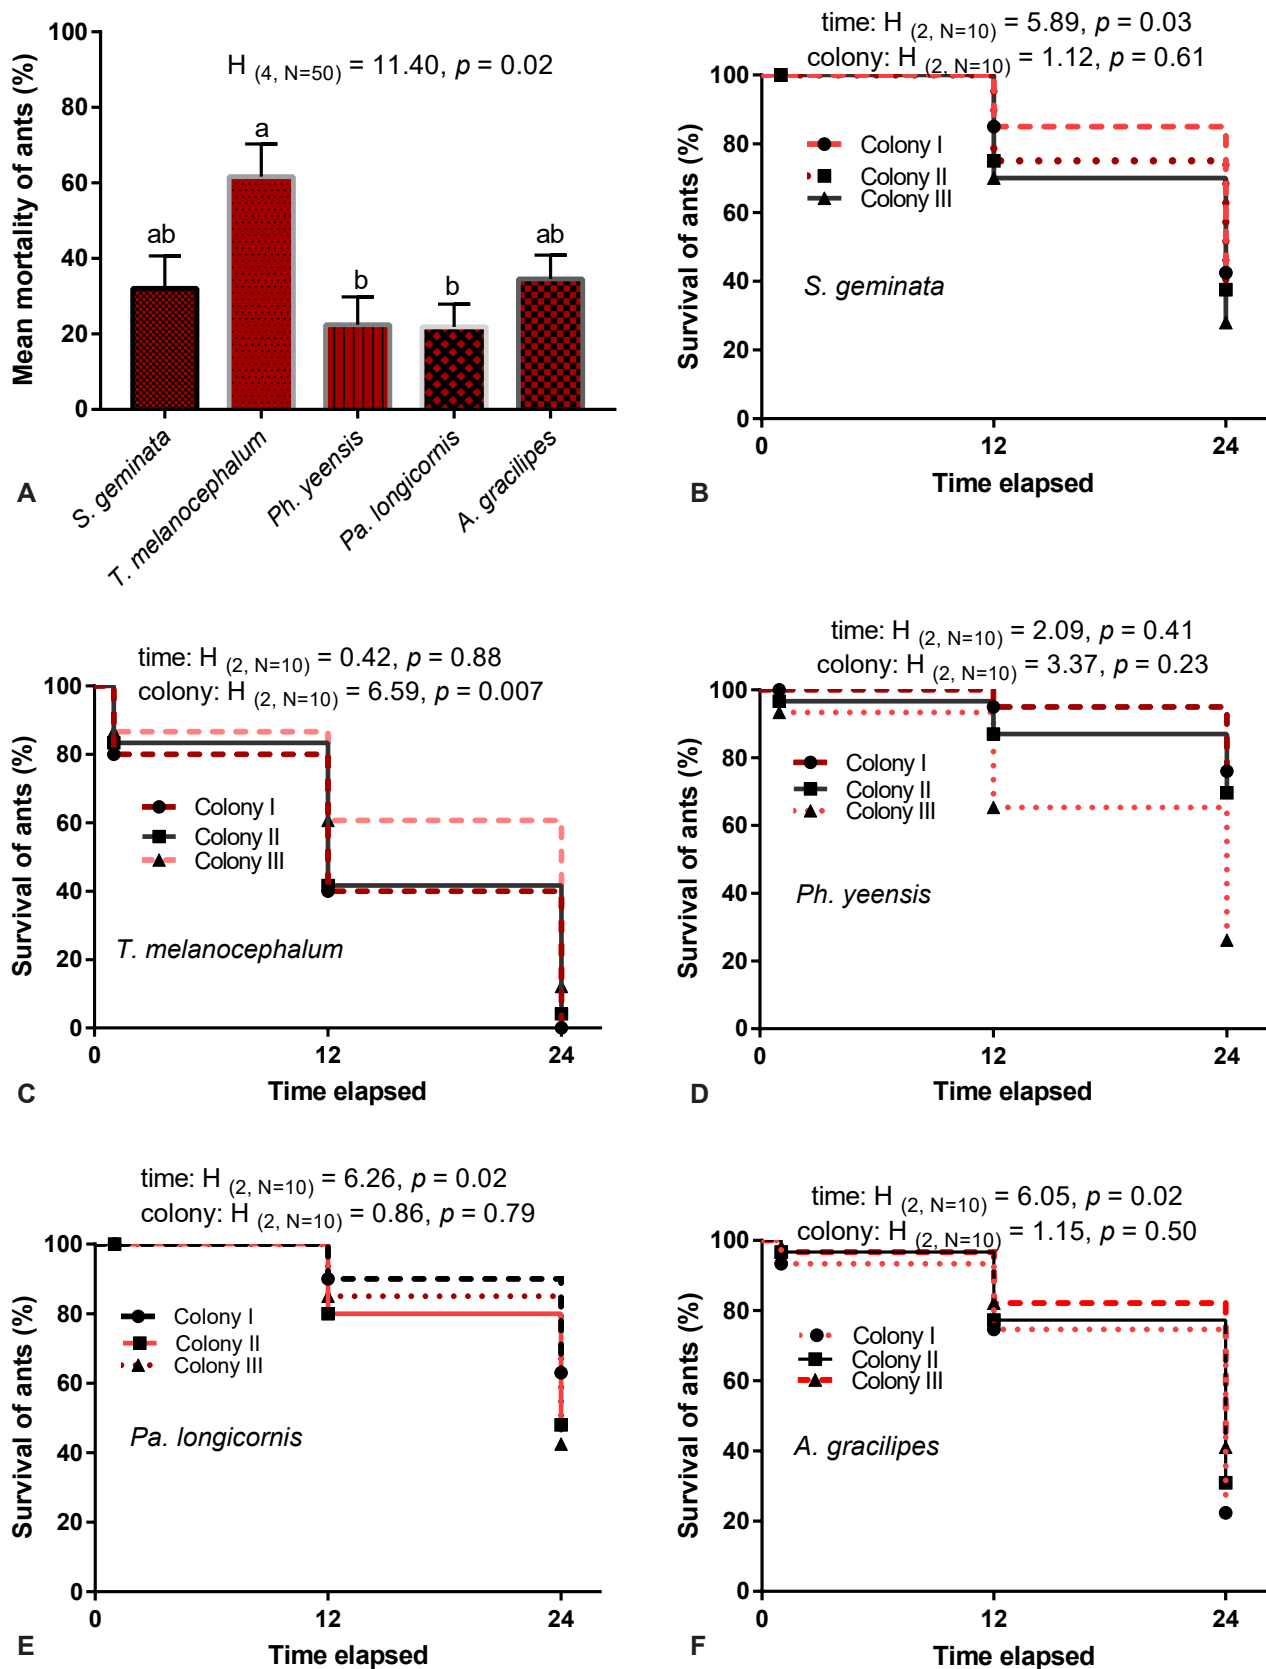 Mean mortality of ants (%)
100
80
60
40
20
0
H (4, N=50) = 11.40, p = 0.02
ab
a
b
b
ab
S. geminata
T. melanocephalum
Ph. yeensis
Pa. longicornis
A. gracilipes
A
time: H (2, N=10) = 5.89, p = 0.03
colony: H (2, N=10) = 1.12, p = 0.61
Survival of ants (%)
100
80
60
40
20
0
Colony I
Colony II
Colony III
S. geminata
0
12
24
Time elapsed
B
time: H (2, N=10) = 0.42, p = 0.88
colony: H (2, N=10) = 6.59, p = 0.007
Survival of ants (%)
100
80
60
40
20
0
Colony I
Colony II
Colony III
T. melanocephalum
0
12
24
Time elapsed
C
time: H (2, N=10) = 2.09, p = 0.41
colony: H (2, N=10) = 3.37, p = 0.23
Survival of ants (%)
100
80
60
40
20
0
Colony I
Colony II
Colony III
Ph. yeensis
0
12
24
Time elapsed
D
time: H (2, N=10) = 6.26, p = 0.02
colony: H (2, N=10) = 0.86, p = 0.79
Survival of ants (%)
100
80
60
40
20
0
Colony I
Colony II
Colony III
Pa. longicornis
0
12
24
Time elapsed
E
time: H (2, N=10) = 6.05, p = 0.02
colony: H (2, N=10) = 1.15, p = 0.50
Survival of ants (%)
100
80
60
40
20
0
Colony I
Colony II
Colony III
A. gracilipes
0
12
24
Time elapsed
F